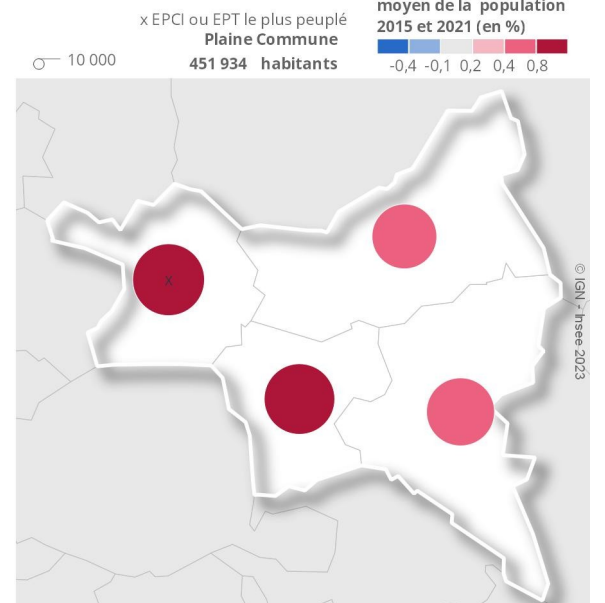 x EPCI ou EPT le plus peuplé
Plaine Commune
451 934 habitants
10 000
moyen de la population
2015 et 2021 (en %)
-0,4 -0,1 0,2 0,4 0,8
x
© IGN - Insee 2023